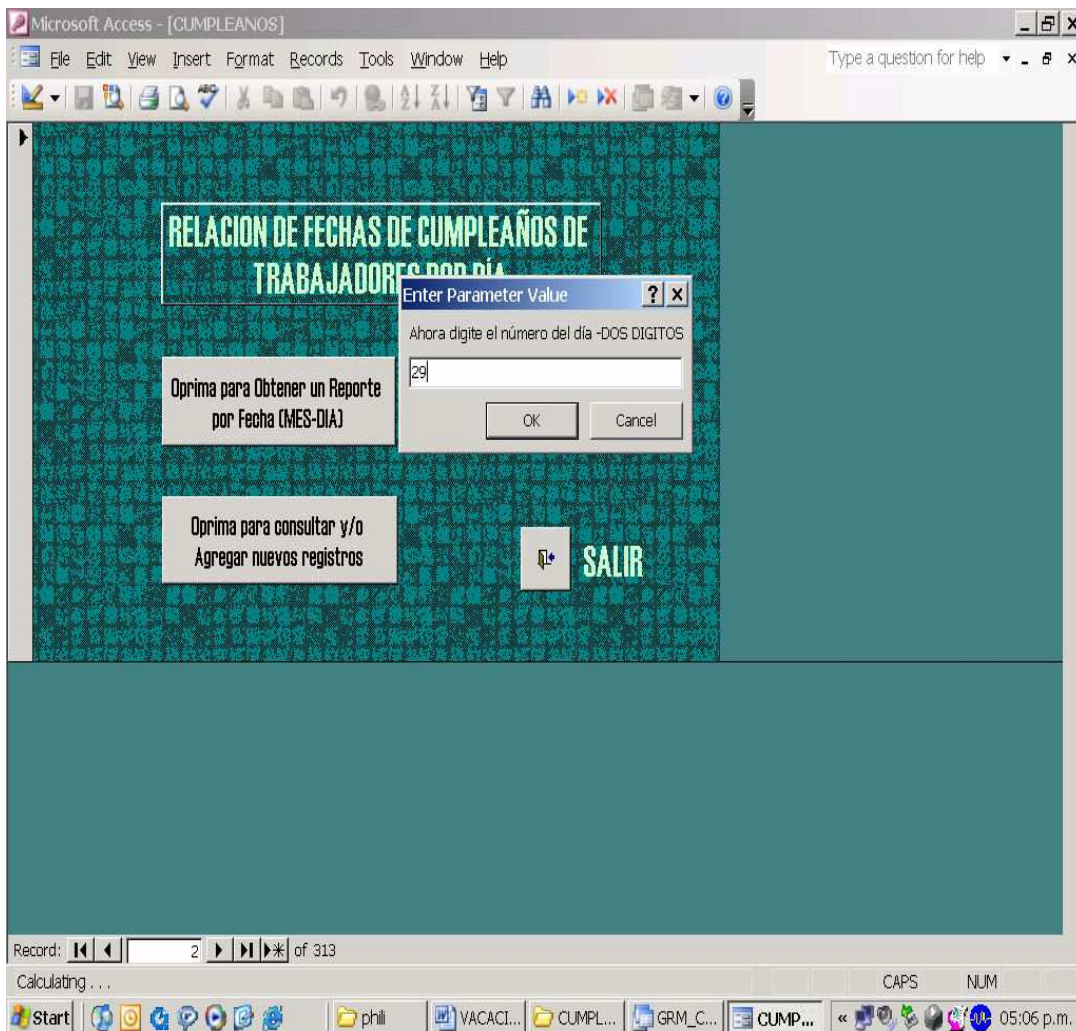 Microsoft Access - [CUMPLEANOS]
File Edit View Insert Format Records Tools Window Help
Type a question for help
RELACION DE FECHAS DE CUMPLEAÑOS DE
TRABAJADORES POR DÍA
Enter Parameter Value
Ahora digite el número del día -DOS DIGITOS
29
OK Cancel
Oprima para Obtener un Reporte
por Fecha (MES-DIA)
Oprima para consultar y/o
Agregar nuevos registros
SALIR
Record: 2 of 313
Calculating . . .
CAPS NUM
Start phili VACACI... CUMPL... GRM_C... CUMP... « 05:06 p.m.